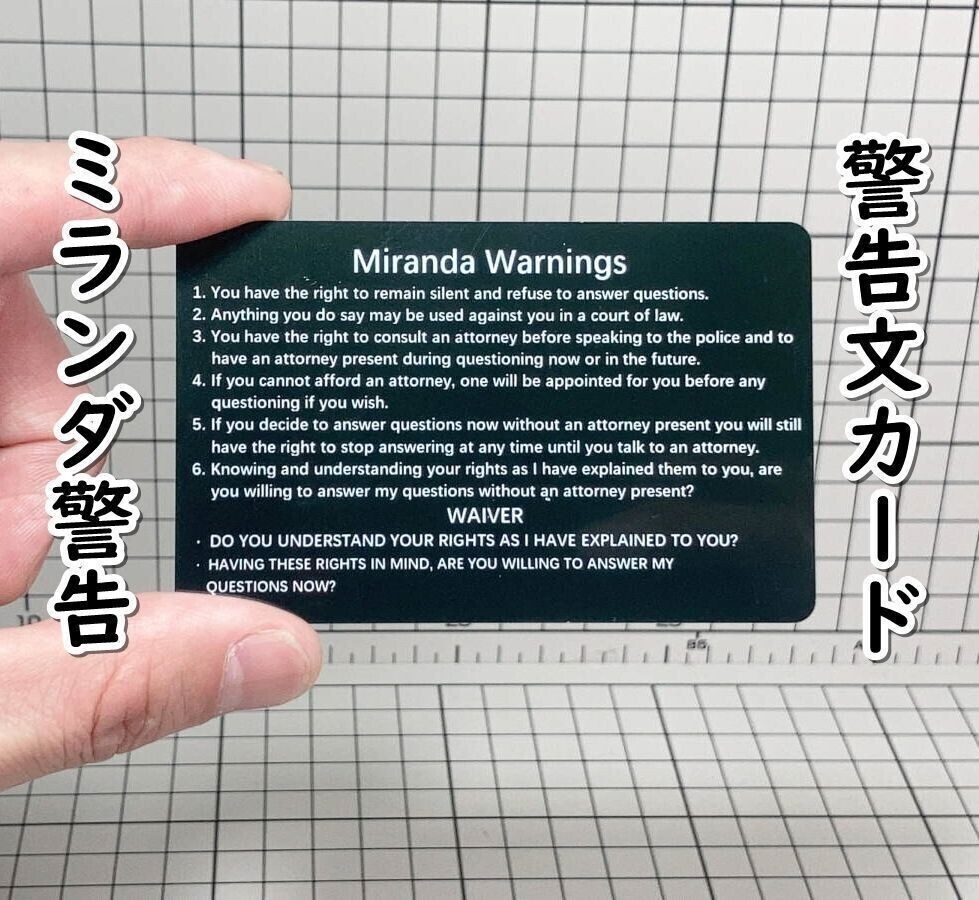 ミランダ警告
警告文カード
Miranda Warnings
1. You have the right to remain silent and refuse to answer questions.
2. Anything you do say may be used against you in a court of law.
3. You have the right to consult an attorney before speaking to the police and to
have an attorney present during questioning now or in the future.
4. If you cannot afford an attorney, one will be appointed for you before any
questioning if you wish.
5. If you decide to answer questions now without an attorney present you will still
have the right to stop answering at any time until you talk to an attorney.
6. Knowing and understanding your rights as I have explained them to you, are
you willing to answer my questions without an attorney present?
WAIVER
· DO YOU UNDERSTAND YOUR RIGHTS AS I HAVE EXPLAINED TO YOU?
· HAVING THESE RIGHTS IN MIND, ARE YOU WILLING TO ANSWER MY
QUESTIONS NOW?